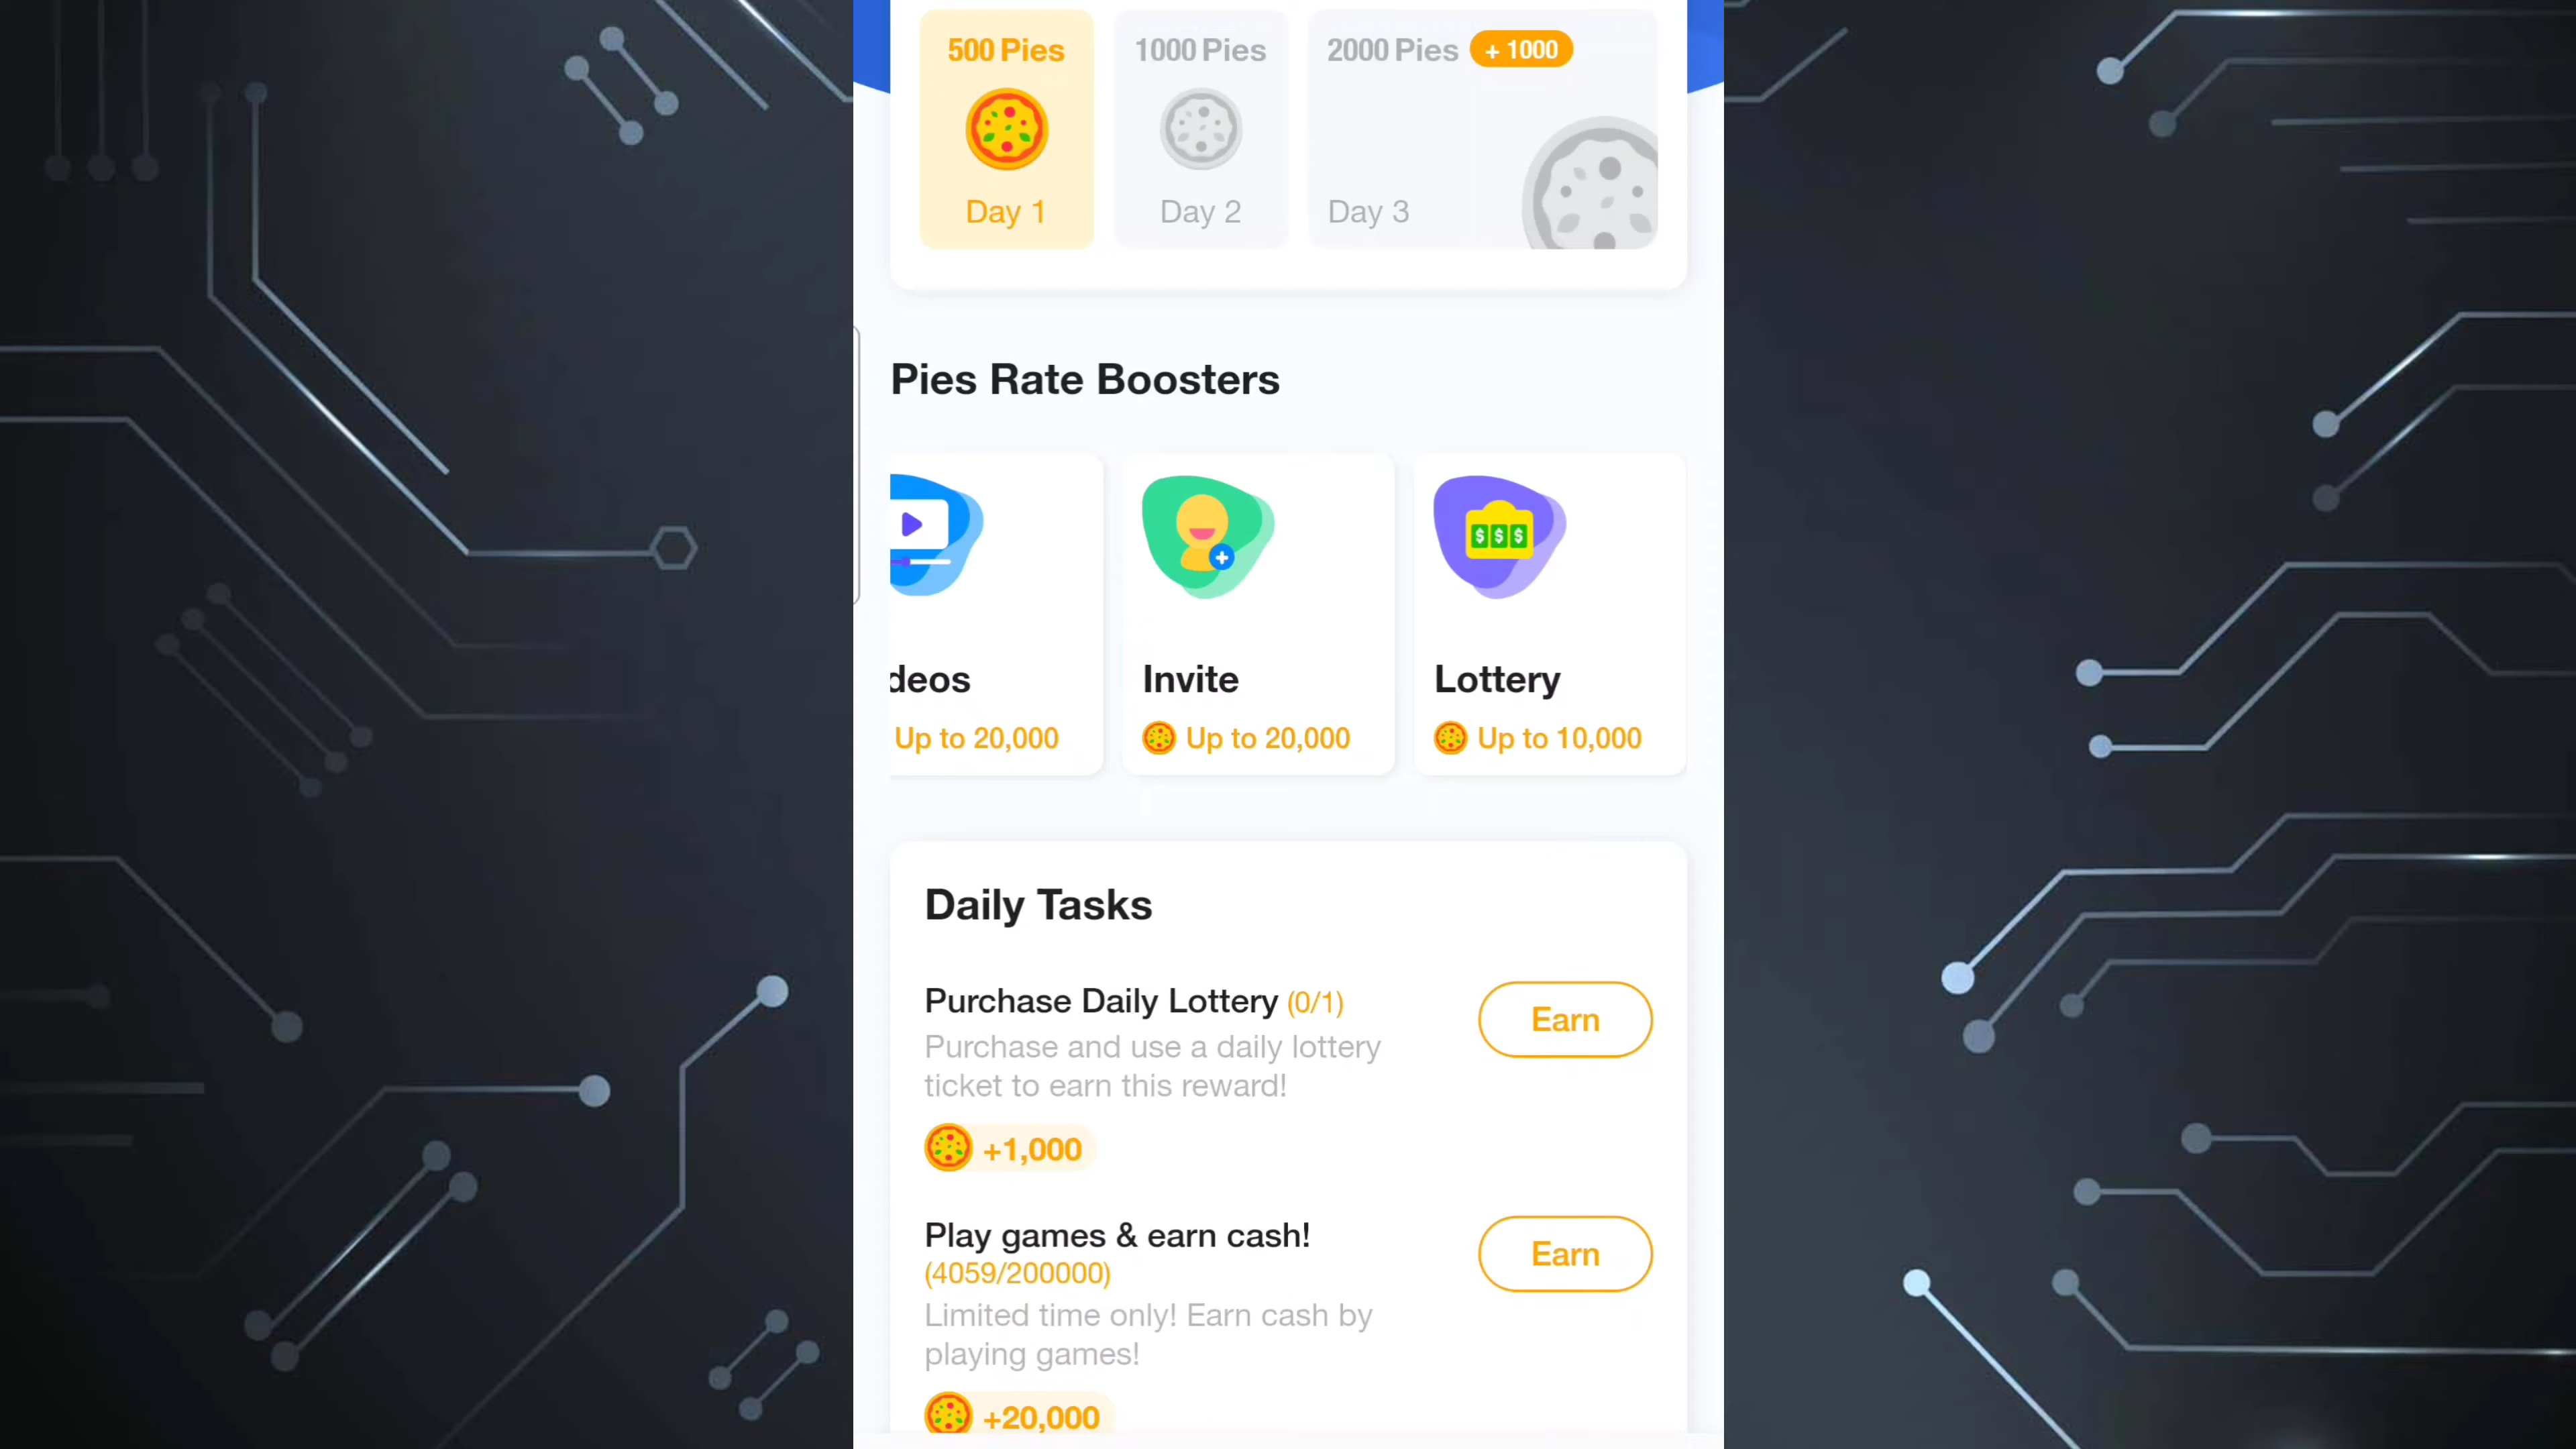 500 Pies
1000 Pies
2000 Pies + 1000
Day 1
Day 2
Day 3
Pies Rate Boosters
deos
Invite
Lottery
Up to 20,000
Up to 20,000
Up to 10,000
Daily Tasks
Purchase Daily Lottery (0/1)
Earn
Purchase and use a daily lottery
ticket to earn this reward!
+1,000
Play games & earn cash!
(4059/200000)
Earn
Limited time only! Earn cash by
playing games!
+20,000